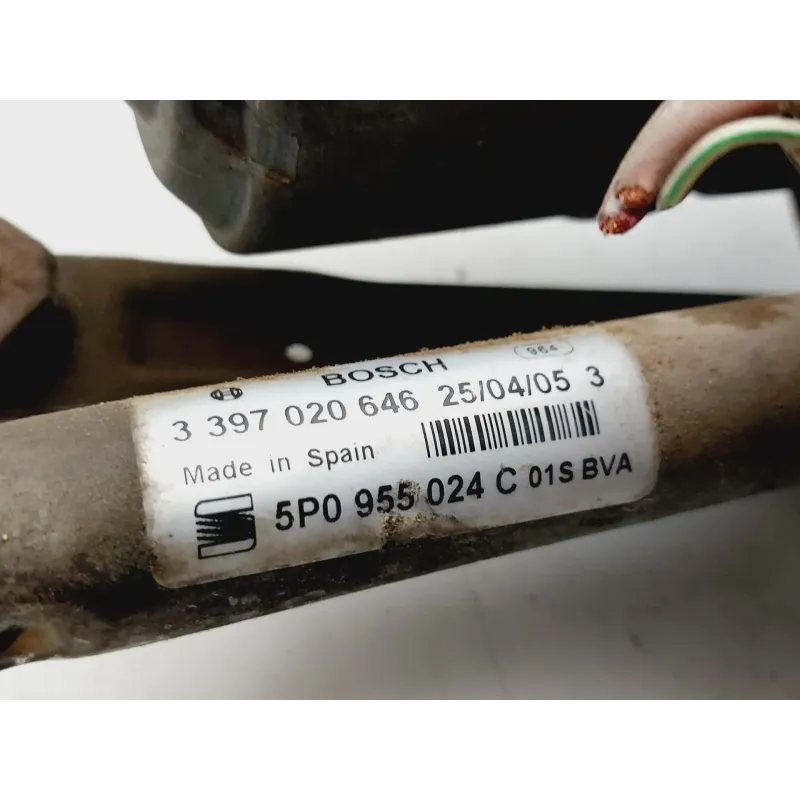 964
BOSCH
3 397 020 646 25/04/05 3
Made in Spain
5P0 955 024 C 01S BVA